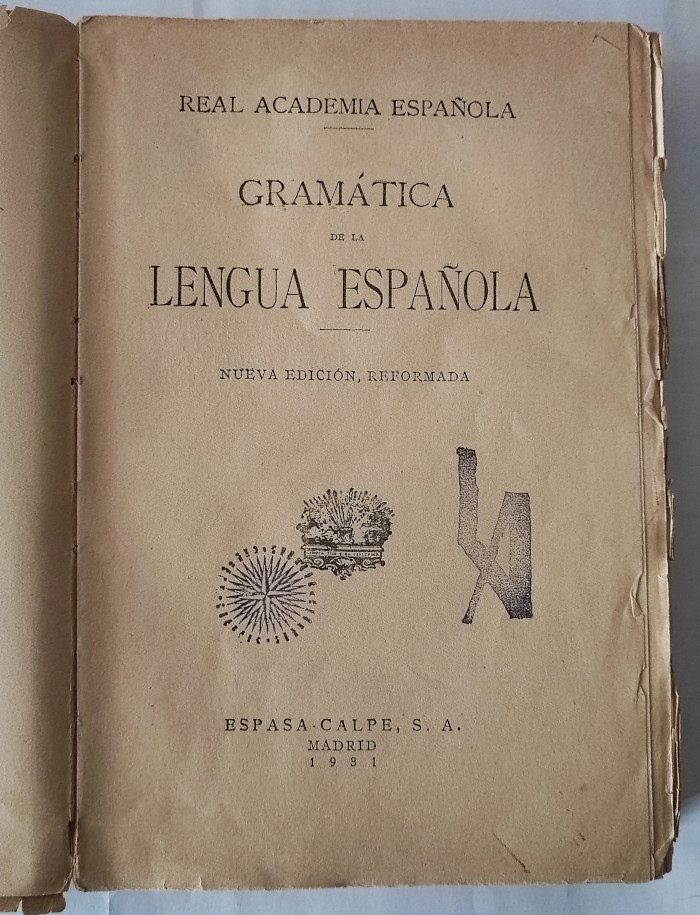 REAL ACADEMIA ESPAÑOLA
GRAMÁTICA
DE LA
LENGUA ESPAÑOLA
NUEVA EDICIÓN, REFORMADA
ESPASA-CALPE, S. A.
MADRID
1931